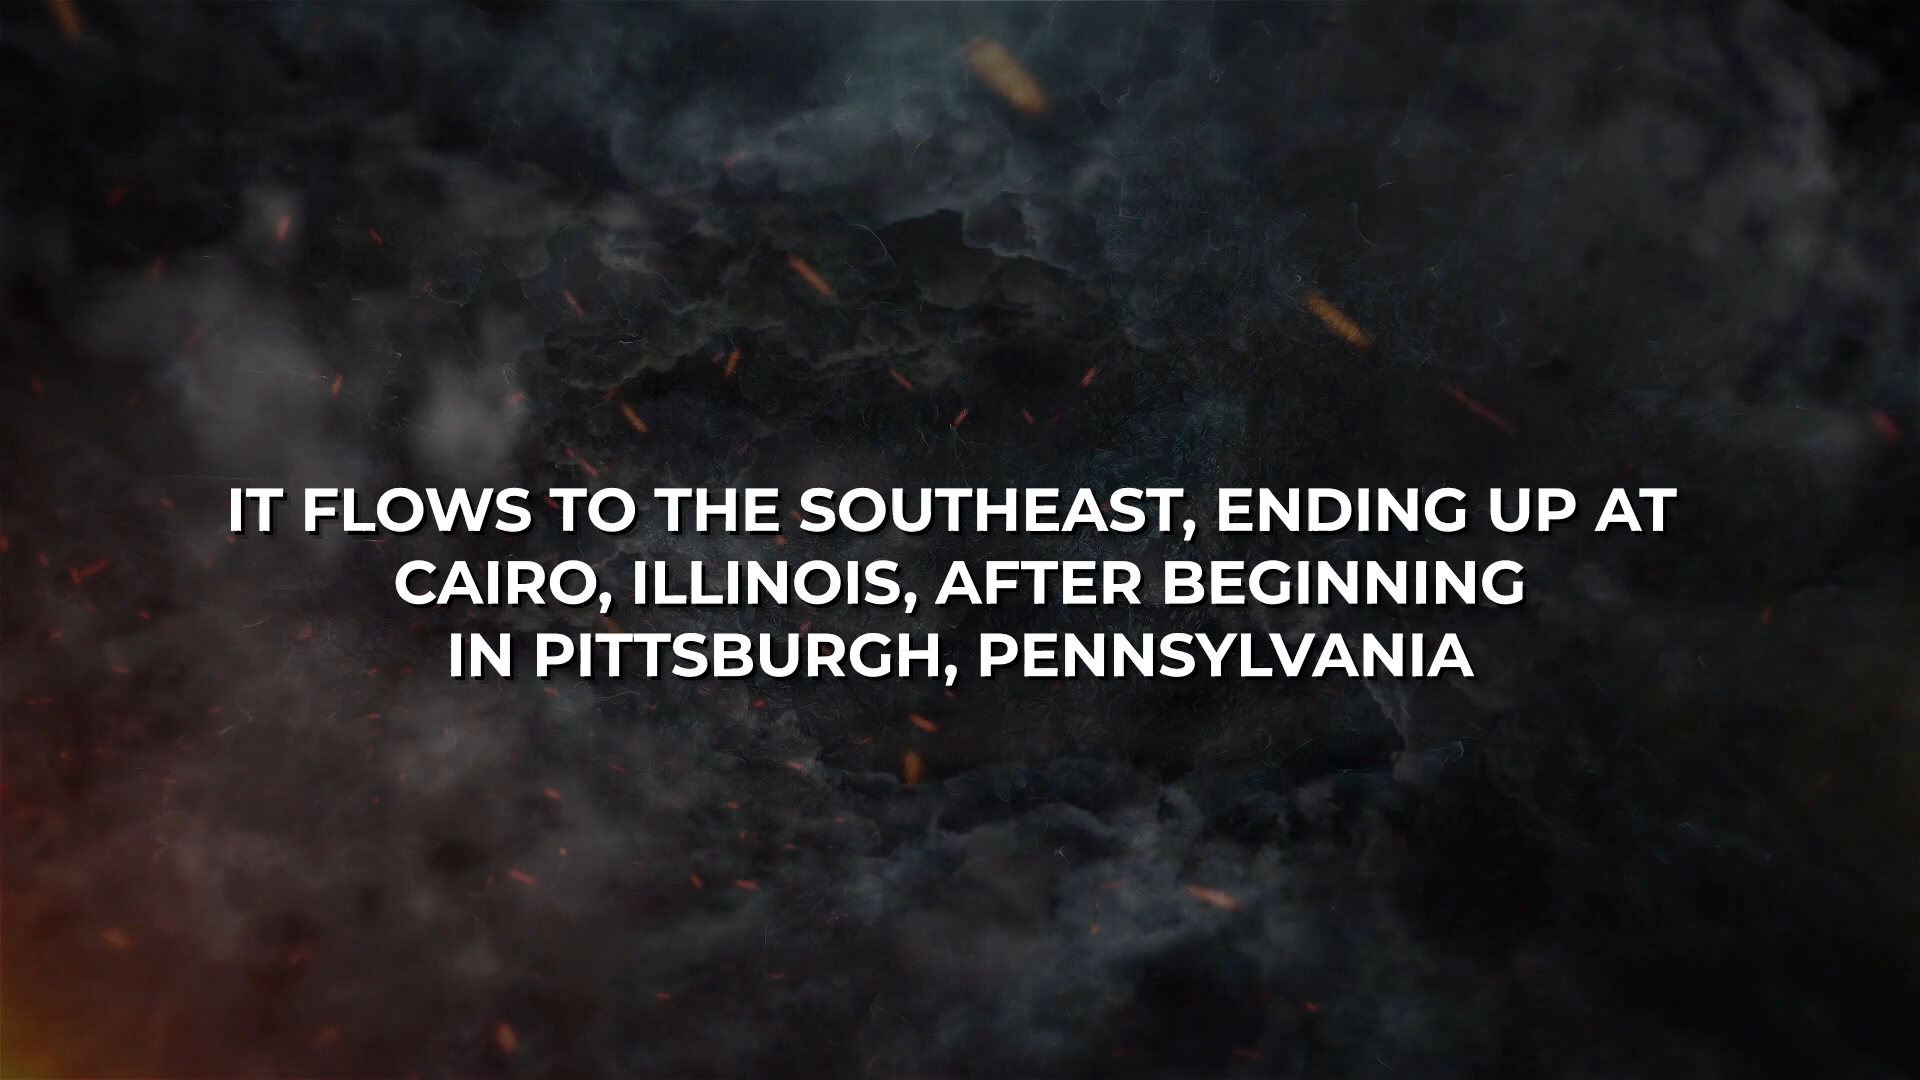 IT FLOWS TO THE SOUTHEAST, ENDING UP AT
CAIRO, ILLINOIS, AFTER BEGINNING
IN PITTSBURGH, PENNSYLVANIA